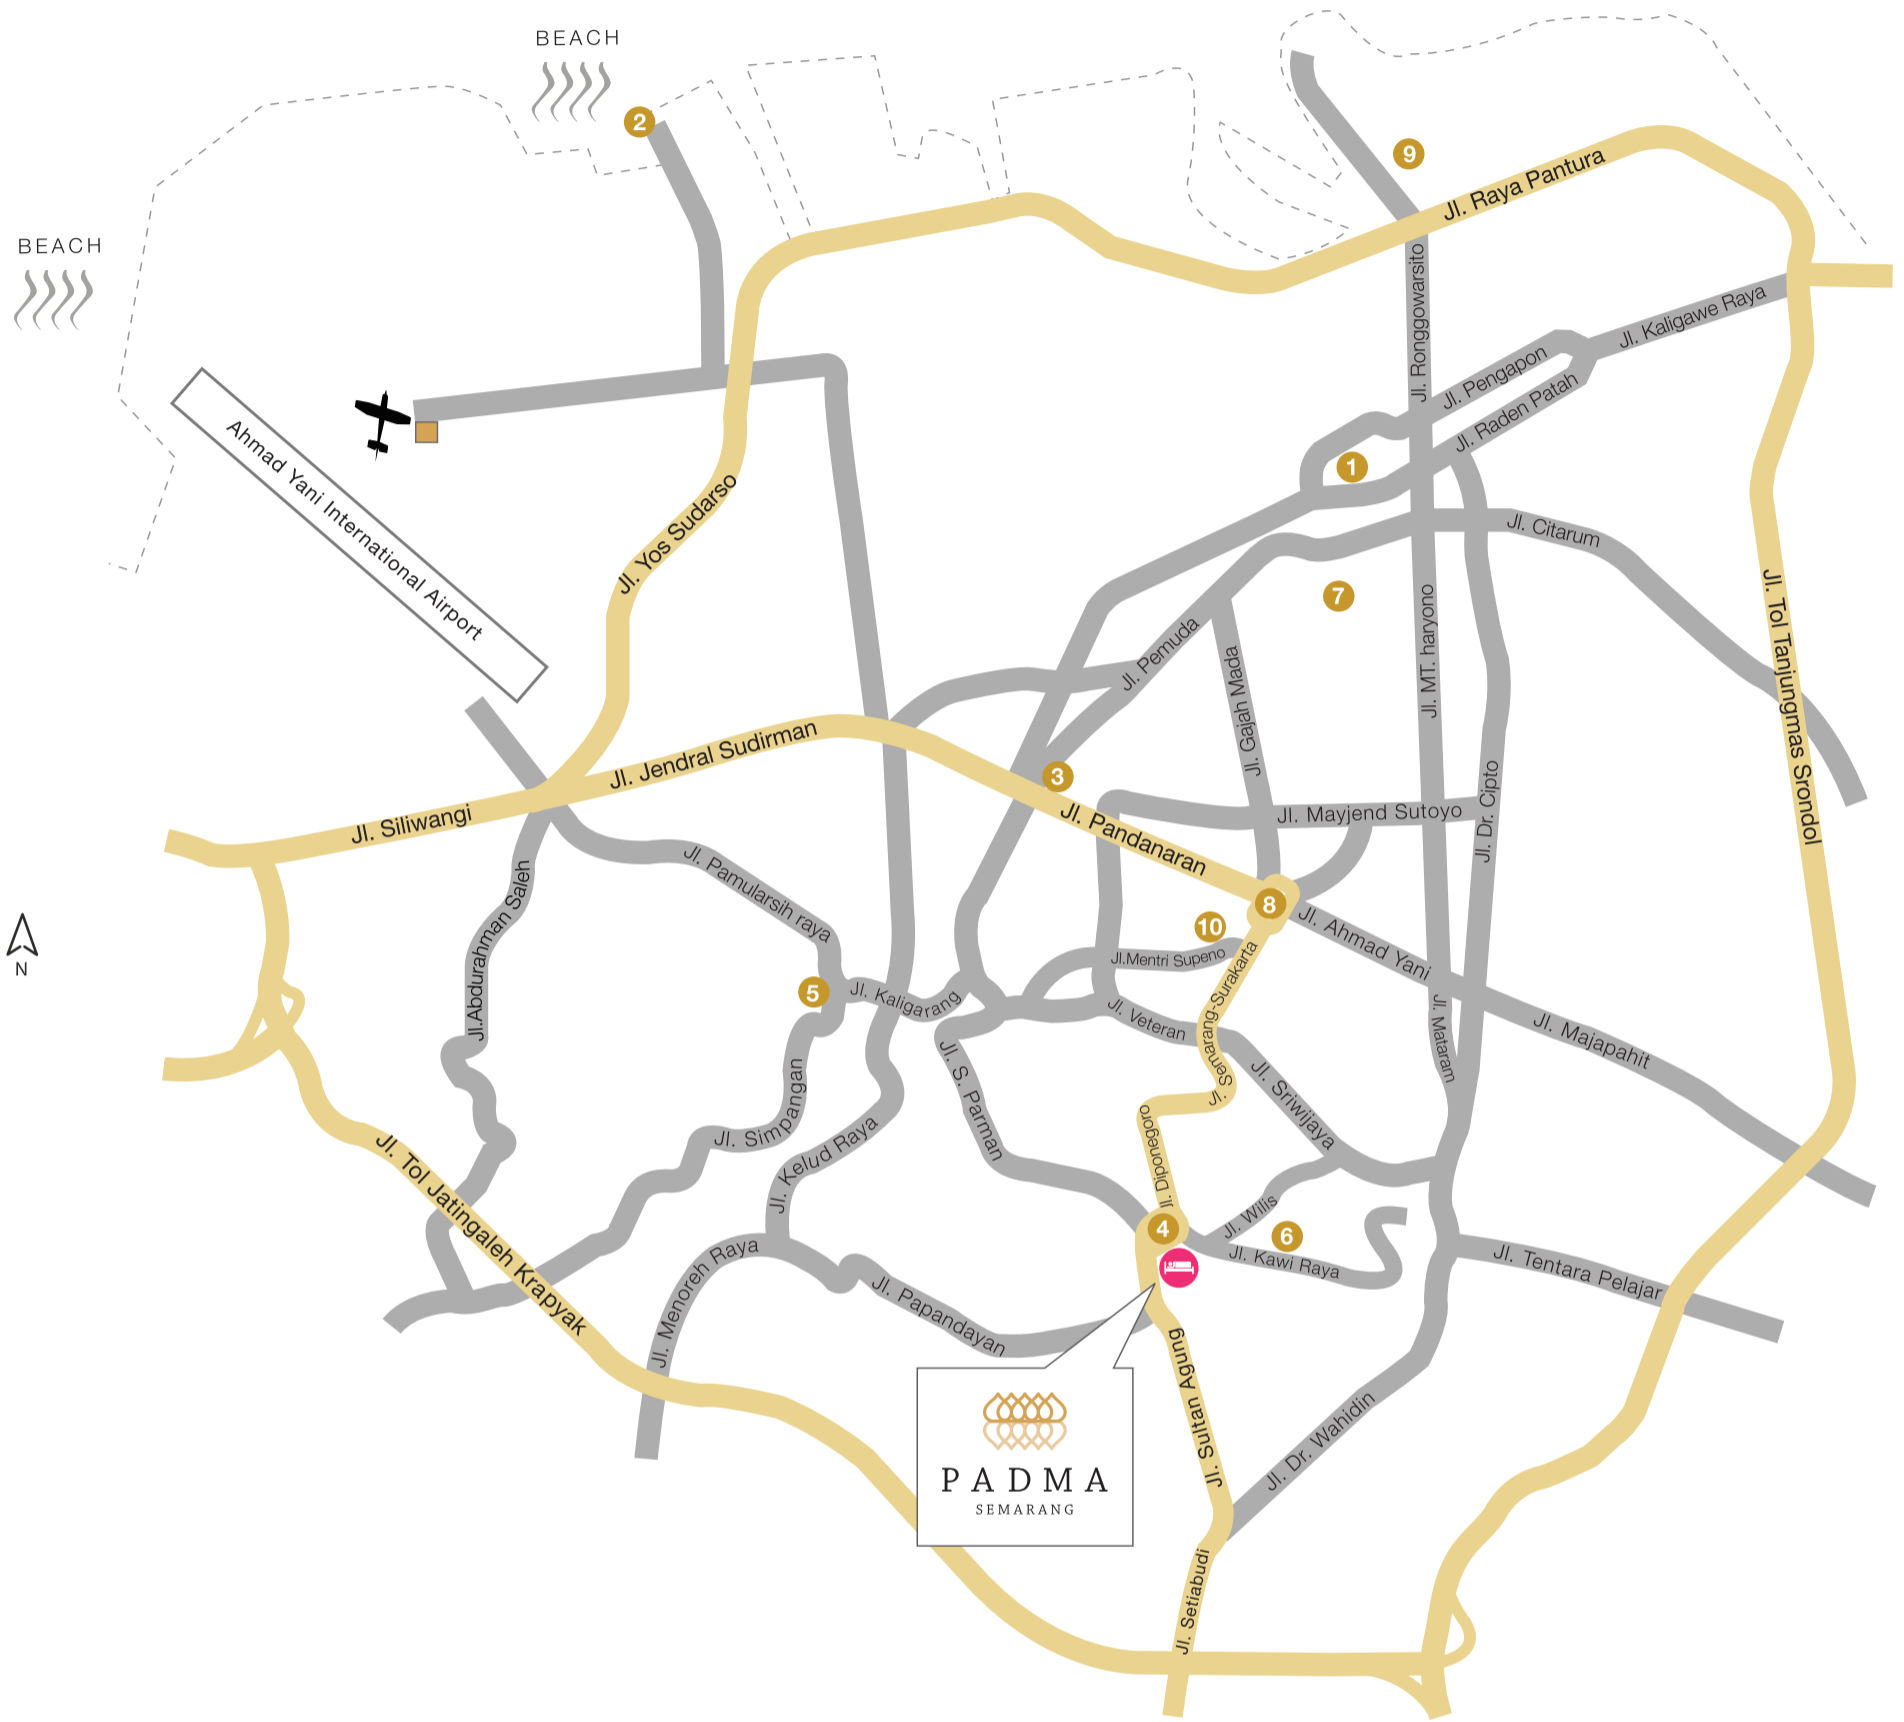 BEACH
2
9
Jl. Raya Pantura
BEACH
Jl. Ronggowarsito
Jl. Kaligawe Raya
Jl. Pengapon
Jl. Raden Patah
1
Ahmad Yani International Airport
Jl. Yos Sudarso
Jl. Citarum
7
Jl. Pemuda
Jl. Gajah Mada
Jl. MT. haryono
Jl. Tol Tanjungmas Srondol
Jl. Jendral Sudirman
3
Jl. Siliwangi
Jl. Pandanaran
Jl. Mayjend Sutoyo
Jl. Dr. Cipto
Jl. Pamularsih raya
Jl.Abdurahman Saleh
8
10
Jl. Ahmad Yani
Jl.Mentri Supeno
N
5
Jl. Kaligarang
Jl. Semarang-Surakarta
Jl. Veteran
Jl. Mataram
Jl. Majapahit
Jl. S. Parman
Jl. Sriwijaya
Jl. Simpangan
Jl. Kelud Raya
Jl. Diponegoro
Jl. Tol Jatingaleh Krapyak
Jl. Wilis
4
6
Jl. Kawi Raya
Jl. Menoreh Raya
Jl. Tentara Pelajar
Jl. Papandayan
Jl. Sultan Agung
PADMA
SEMARANG
Jl. Dr. Wahidin
Jl. Setiabudi